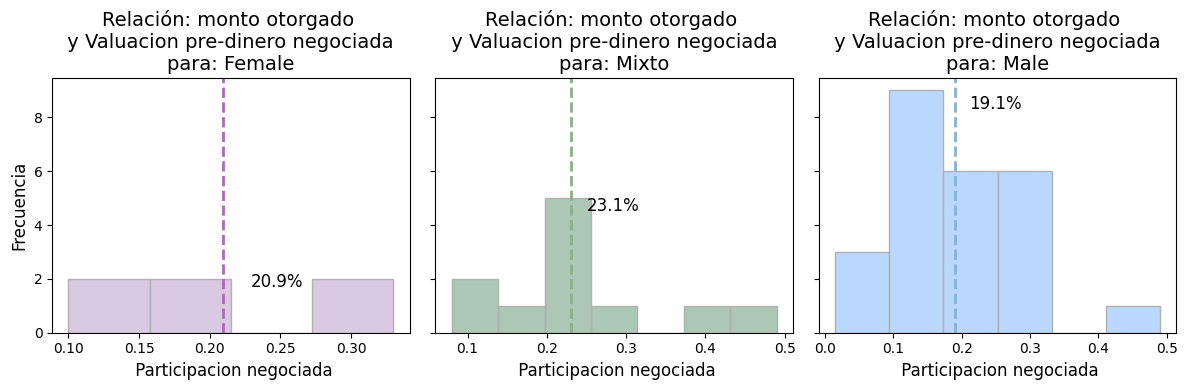 Relación: monto otorgado
y Valuacion pre-dinero negociada
para: Female
Relación: monto otorgado
y Valuacion pre-dinero negociada
para: Mixto
Relación: monto otorgado
y Valuacion pre-dinero negociada
para: Male
Frecuencia
8
6
4
2
0
20.9%
0.10
0.15
0.20
0.25
0.30
Participacion negociada
23.1%
0.1
0.2
0.3
0.4
0.5
Participacion negociada
19.1%
0.0
0.1
0.2
0.3
0.4
0.5
Participacion negociada